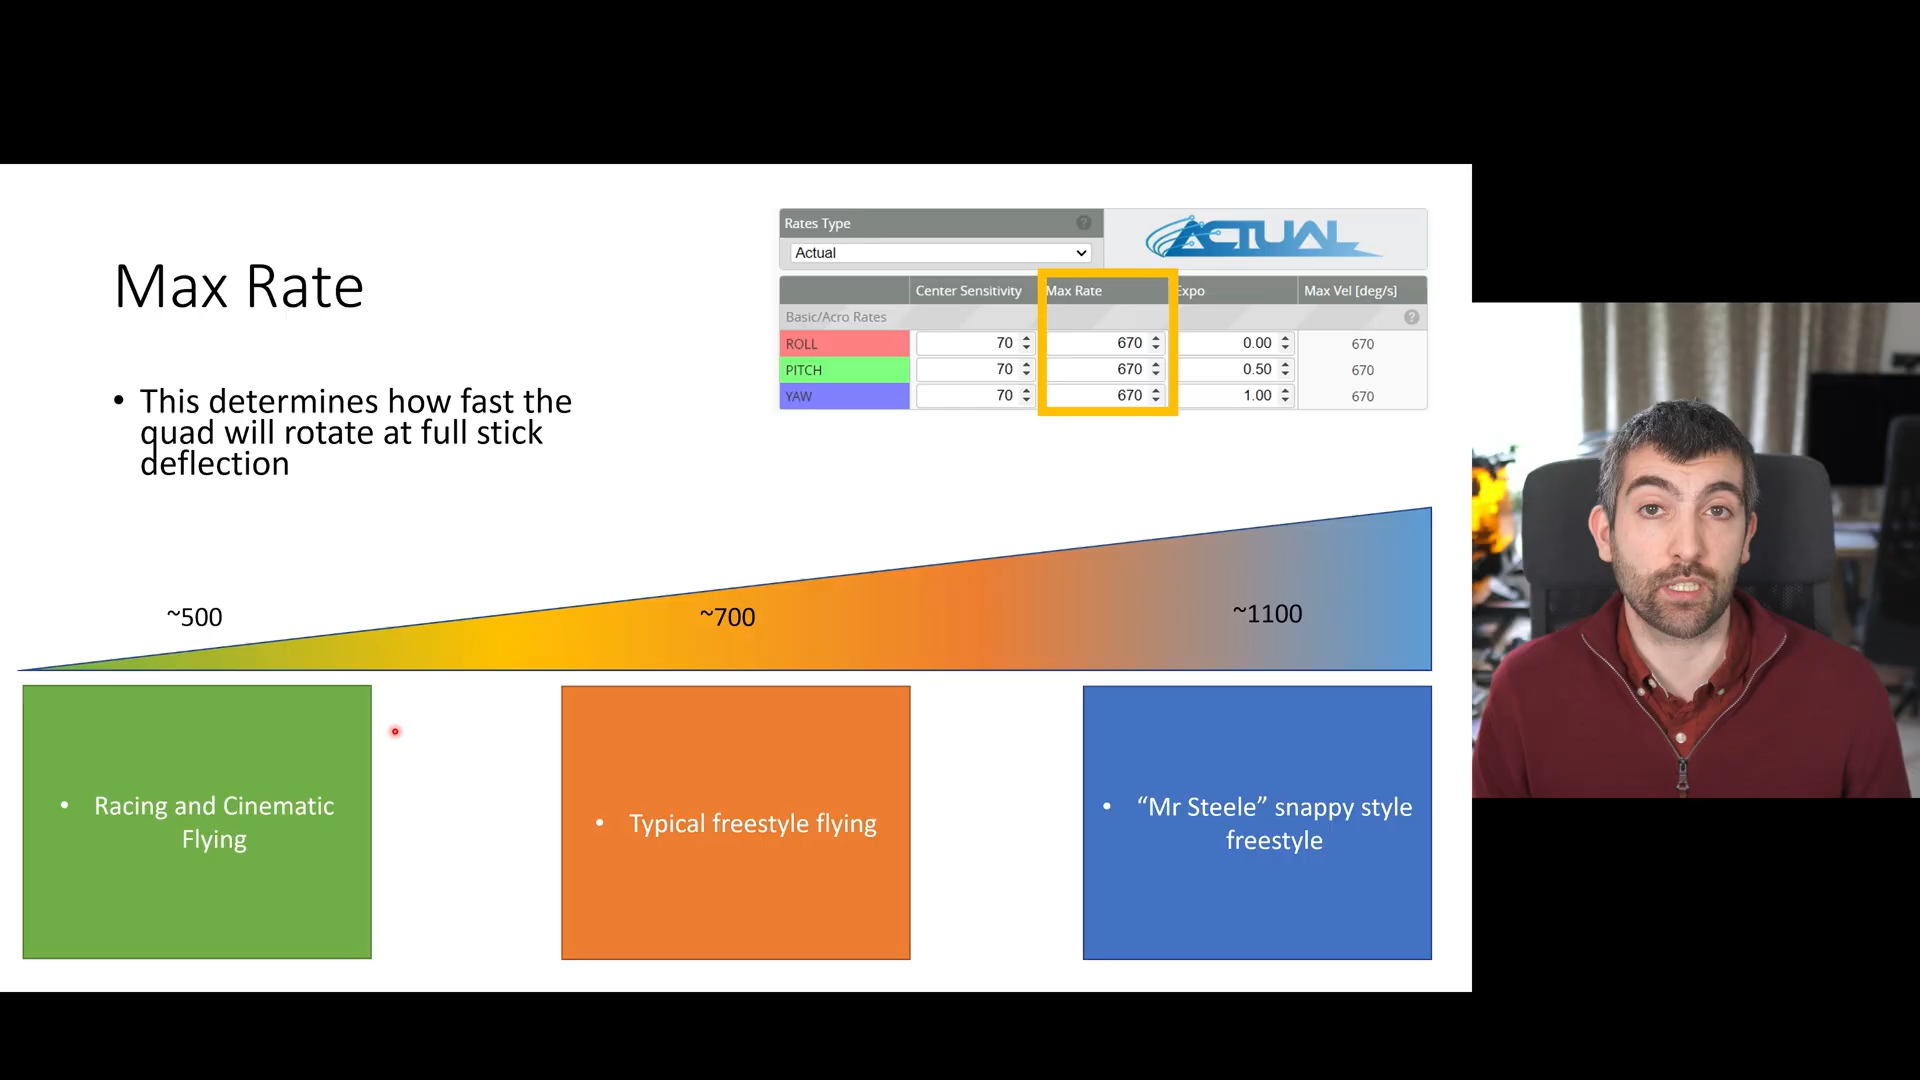 Rates Type
Actual
ACTUAL
Max Rate
Center Sensitivity Max Rate Expo Max Vel [deg/s]
Basic/Acro Rates
ROLL 70 670 0.00 670
PITCH 70 670 0.50 670
YAW 70 670 1.00 670
• This determines how fast the
quad will rotate at full stick
deflection
~500 ~700 ~1100
• Racing and Cinematic
Flying
• Typical freestyle flying
• “Mr Steele” snappy style
freestyle